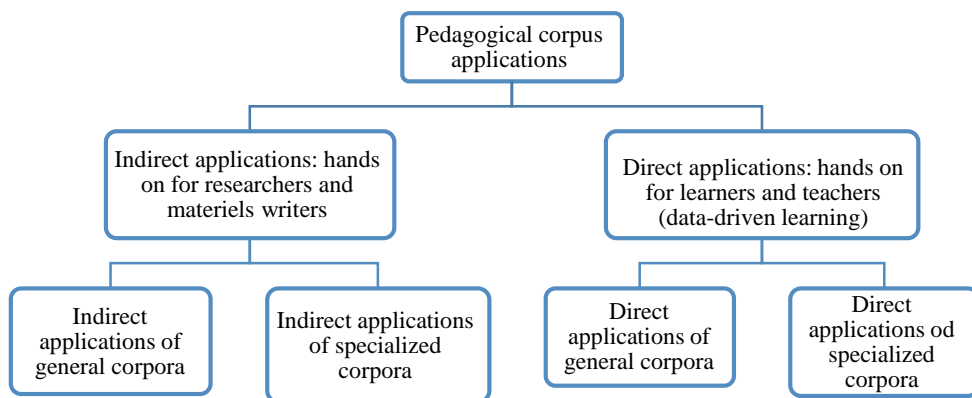 Pedagogical corpus
applications
Indirect applications: hands
on for researchers and
materiels writers
Direct applications: hands on
for learners and teachers
(data-driven learning)
Indirect
applications of
general corpora
Indirect applications
of specialized
corpora
Direct
applications of
general corpora
Direct
applications od
specialized
corpora